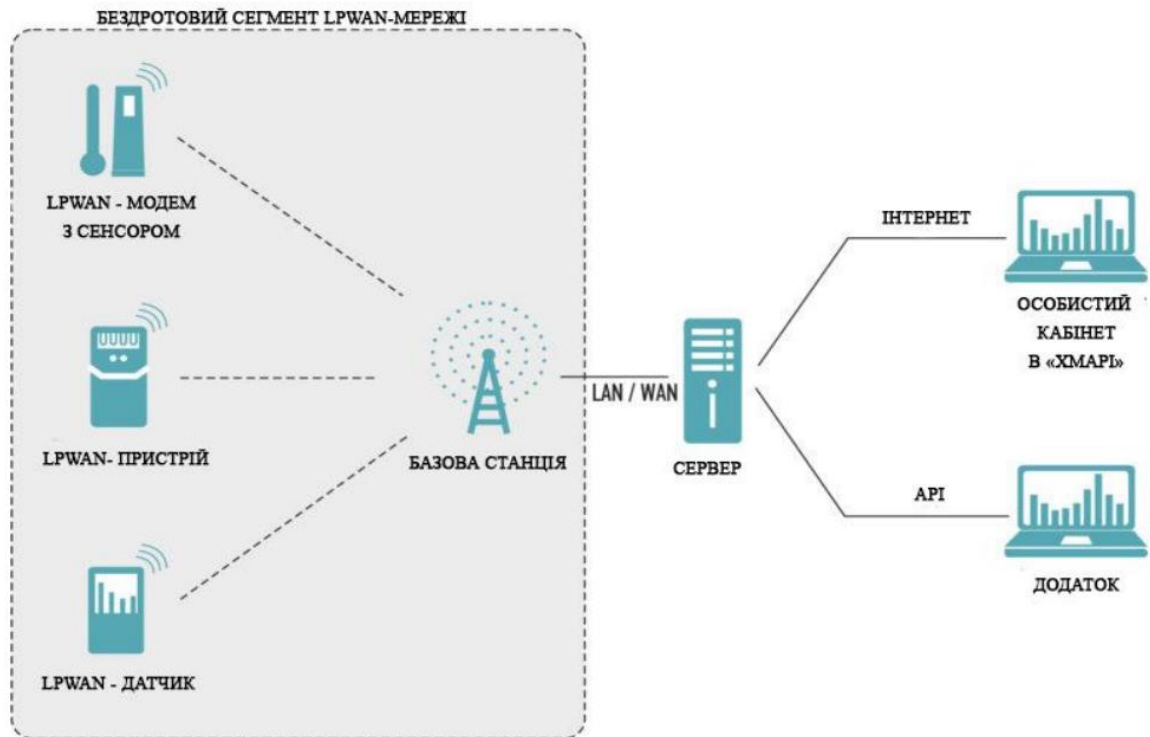 БЕЗДРОТОВИЙ СЕГМЕНТ LPWAN-МЕРЕЖІ
LPWAN - МОДЕМ
З СЕНСОРОМ
LPWAN- ПРИСТРІЙ
LPWAN - ДАТЧИК
БАЗОВА СТАНЦІЯ
LAN / WAN
СЕРВЕР
ІНТЕРНЕТ
ОСОБИСТИЙ
КАБІНЕТ
В «ХМАРІ»
API
ДОДАТОК